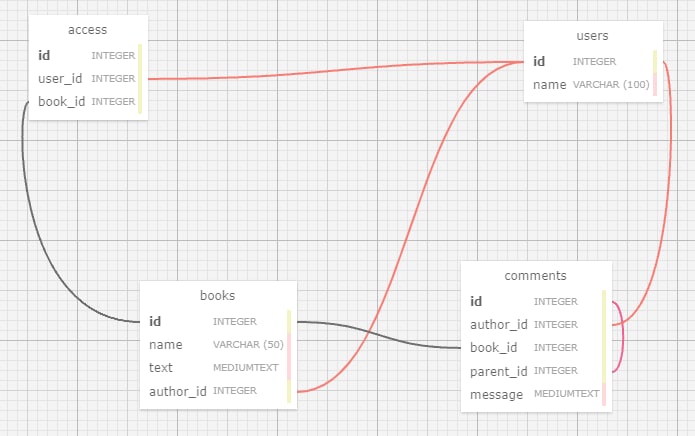 access
id INTEGER
user_id INTEGER
book_id INTEGER
users
id INTEGER
name VARCHAR (100)
books
id INTEGER
name VARCHAR (50)
text MEDIUMTEXT
author_id INTEGER
comments
id INTEGER
author_id INTEGER
book_id INTEGER
parent_id INTEGER
message MEDIUMTEXT